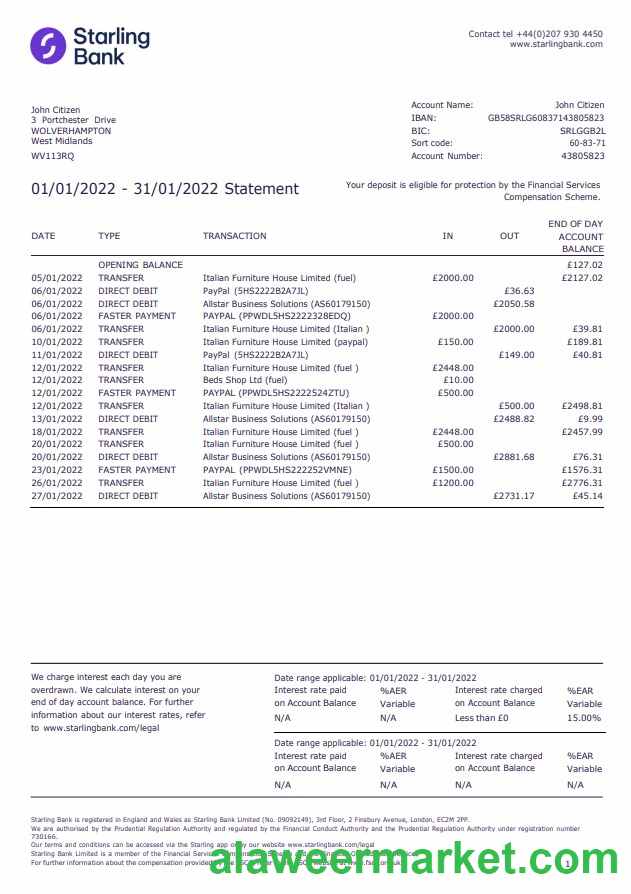 Starling Bank
Contact tel +44(0)207 930 4450
www.starlingbank.com
John Citizen
3 Portchester Drive
WOLVERHAMPTON
West Midlands
WV113RQ
Account Name: John Citizen
IBAN: GB58SRLG60837143805823
BIC: SRLGGB2L
Sort code: 60-83-71
Account Number: 43805823
01/01/2022 - 31/01/2022 Statement
Your deposit is eligible for protection by the Financial Services
Compensation Scheme.
DATE TYPE TRANSACTION IN OUT END OF DAY ACCOUNT BALANCE
OPENING BALANCE £127.02
05/01/2022 TRANSFER Italian Furniture House Limited (fuel) £2000.00 £2127.02
06/01/2022 DIRECT DEBIT PayPal (5HS2222B2A7JL) £36.63
06/01/2022 DIRECT DEBIT Allstar Business Solutions (AS60179150) £2050.58
06/01/2022 FASTER PAYMENT PAYPAL (PPWDL5HS2222328EDQ) £2000.00
06/01/2022 TRANSFER Italian Furniture House Limited (Italian ) £2000.00 £39.81
10/01/2022 TRANSFER Italian Furniture House Limited (paypal) £150.00 £189.81
11/01/2022 DIRECT DEBIT PayPal (5HS2222B2A7JL) £149.00 £40.81
12/01/2022 TRANSFER Italian Furniture House Limited (fuel ) £2448.00
12/01/2022 TRANSFER Beds Shop Ltd (fuel) £10.00
12/01/2022 FASTER PAYMENT PAYPAL (PPWDL5HS2222524ZTU) £500.00
12/01/2022 TRANSFER Italian Furniture House Limited (Italian ) £500.00 £2498.81
13/01/2022 DIRECT DEBIT Allstar Business Solutions (AS60179150) £2488.82 £9.99
18/01/2022 TRANSFER Italian Furniture House Limited (fuel ) £2448.00 £2457.99
20/01/2022 TRANSFER Italian Furniture House Limited (fuel ) £500.00
20/01/2022 DIRECT DEBIT Allstar Business Solutions (AS60179150) £2881.68 £76.31
23/01/2022 FASTER PAYMENT PAYPAL (PPWDL5HS222252VMNE) £1500.00 £1576.31
26/01/2022 TRANSFER Italian Furniture House Limited (fuel ) £1200.00 £2776.31
27/01/2022 DIRECT DEBIT Allstar Business Solutions (AS60179150) £2731.17 £45.14
We charge interest each day you are
overdrawn. We calculate interest on your
end of day account balance. For further
information about our interest rates, refer
to www.starlingbank.com/legal
Date range applicable: 01/01/2022 - 31/01/2022
Interest rate paid %AER Interest rate charged %EAR
on Account Balance Variable on Account Balance Variable
N/A N/A Less than £0 15.00%
Date range applicable: 01/01/2022 - 31/01/2022
Interest rate paid %AER Interest rate charged %EAR
on Account Balance Variable on Account Balance Variable
N/A N/A N/A N/A
Starling Bank is registered in England and Wales as Starling Bank Limited (No. 09092149), 3rd Floor, 2 Finsbury Avenue, London, EC2M 2PP.
We are authorised by the Prudential Regulation Authority and regulated by the Financial Conduct Authority and the Prudential Regulation Authority under registration number
730166.
Our terms and conditions can be accessed via the Starling app or by our website www.starlingbank.com/legal
Starling Bank Limited is a member of the Financial Services
For further information about the compensation provided by the
1
alaweermarket.com